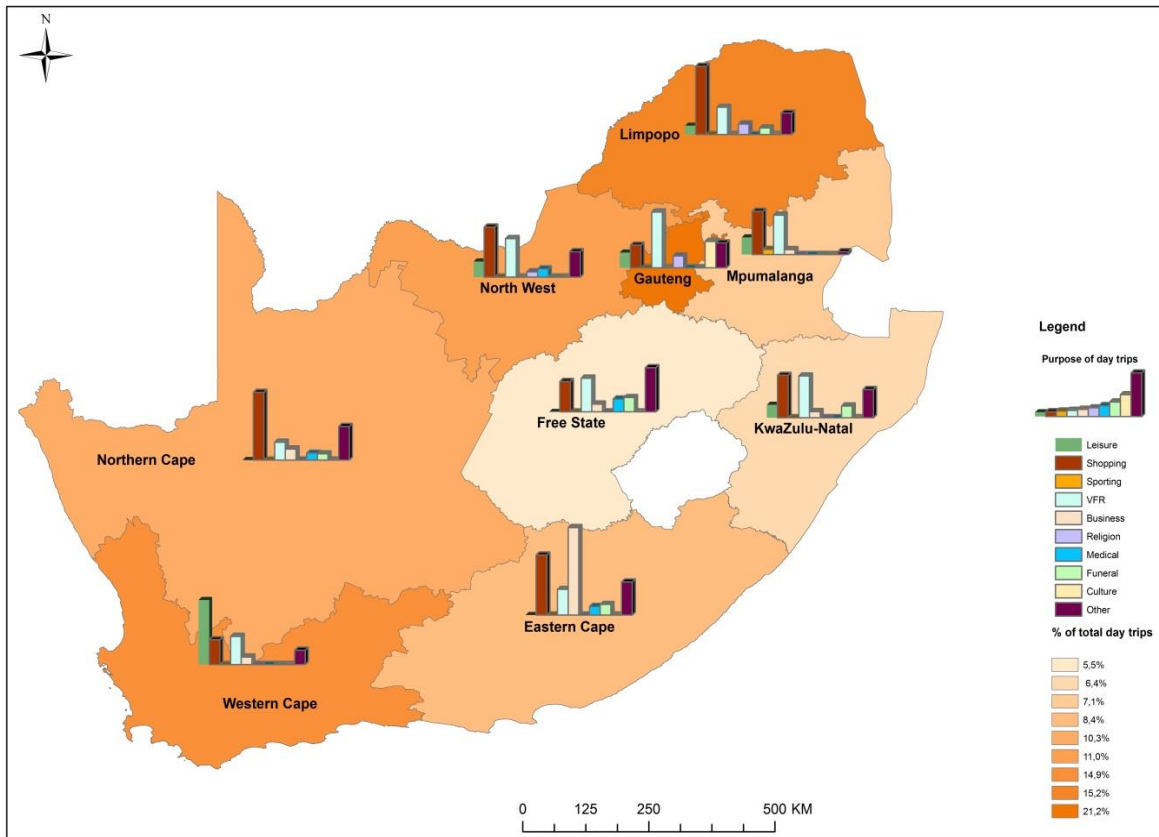 N
Limpopo
North West
Gauteng
Mpumalanga
Free State
KwaZulu-Natal
Northern Cape
Eastern Cape
Western Cape
Legend
Purpose of day trips
Leisure
Shopping
Sporting
VFR
Business
Religion
Medical
Funeral
Culture
Other
% of total day trips
5,5%
6,4%
7,1%
8,4%
10,3%
11,0%
14,9%
15,2%
21,2%
0 125 250 500 KM